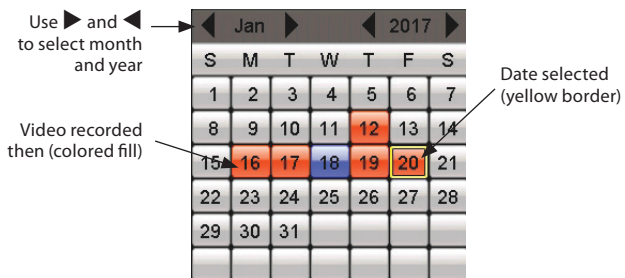 Use ▶ and ◀
to select month
and year
Video recorded
then (colored fill)
◀ Jan ▶ ◀ 2017 ▶
S M T W T F S
1 2 3 4 5 6 7
8 9 10 11 12 13 14
15 16 17 18 19 20 21
22 23 24 25 26 27 28
29 30 31
Date selected
(yellow border)